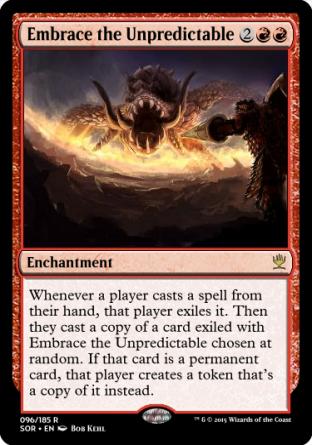 Embrace the Unpredictable 2
Enchantment
Whenever a player casts a spell from
their hand, that player exiles it. Then
they cast a copy of a card exiled with
Embrace the Unpredictable chosen at
random. If that card is a permanent
card, that player creates a token that's
a copy of it instead.
096/185 R
SOR • EN Bob Kehl
™ & © 2015 Wizards of the Coast